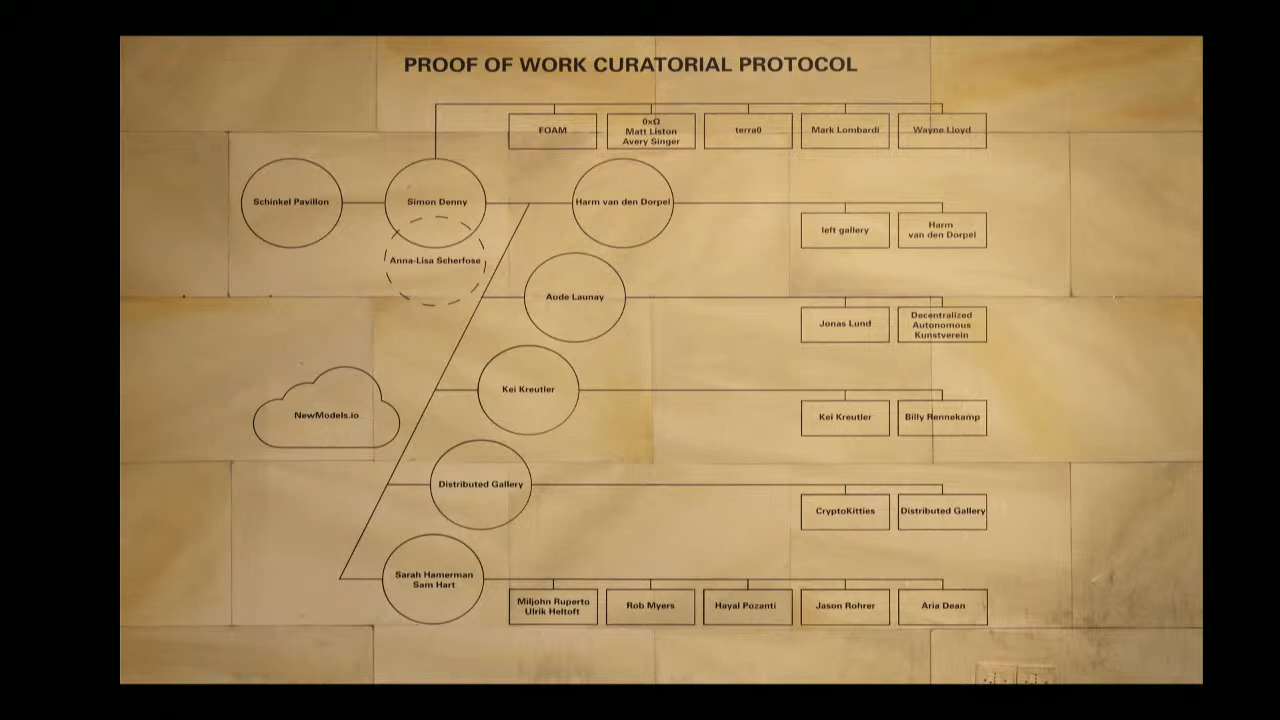 PROOF OF WORK CURATORIAL PROTOCOL
FOAM
0xΩ
Matt Liston
Avery Singer
terra0
Mark Lombardi
Wayne Lloyd
Schinkel Pavillon
Simon Denny
Harm van den Dorpel
left gallery
Harm
van den Dorpel
Anna-Lisa Scherfose
Aude Launay
Jonas Lund
Decentralized
Autonomous
Kunstverein
Kei Kreutler
Kei Kreutler
Billy Rennekamp
NewModels.io
Distributed Gallery
CryptoKitties
Distributed Gallery
Sarah Hamerman
Sam Hart
Miljohn Ruperto
Ulrik Heltoft
Rob Myers
Hayal Pozanti
Jason Rohrer
Aria Dean